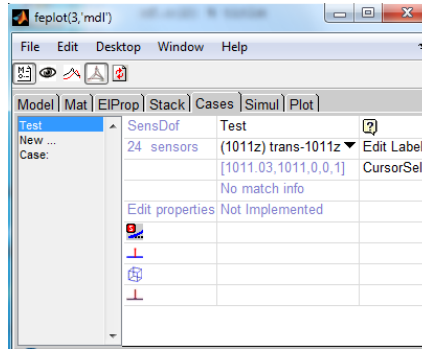 feplot(3,'mdl')
File Edit Desktop Window Help
Model Mat ElProp Stack Cases Simul Plot
Test
New ...
Case:
SensDof Test
24 sensors (1011z) trans-1011z Edit Label
[1011.03,1011,0,0,1] CursorSel
No match info
Edit properties Not Implemented